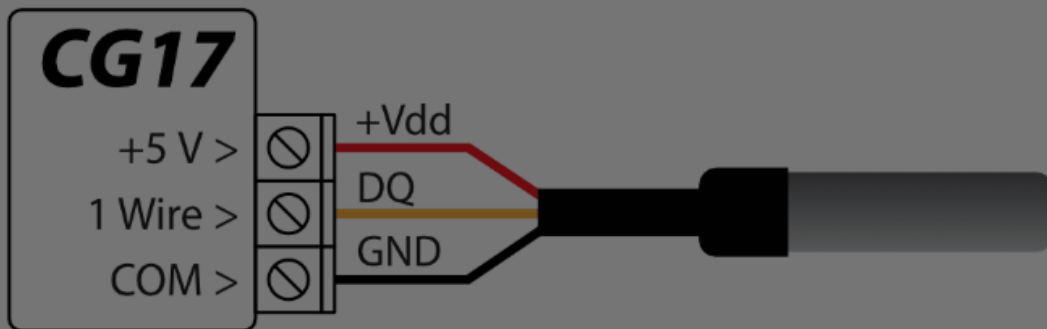 CG17
+5 V >
+Vdd
1 Wire >
DQ
COM >
GND